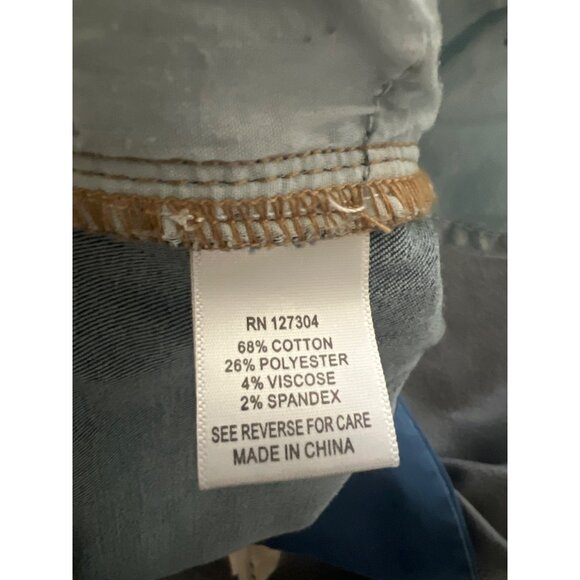 RN 127304
68% COTTON
26% POLYESTER
4% VISCOSE
2% SPANDEX
SEE REVERSE FOR CARE
MADE IN CHINA